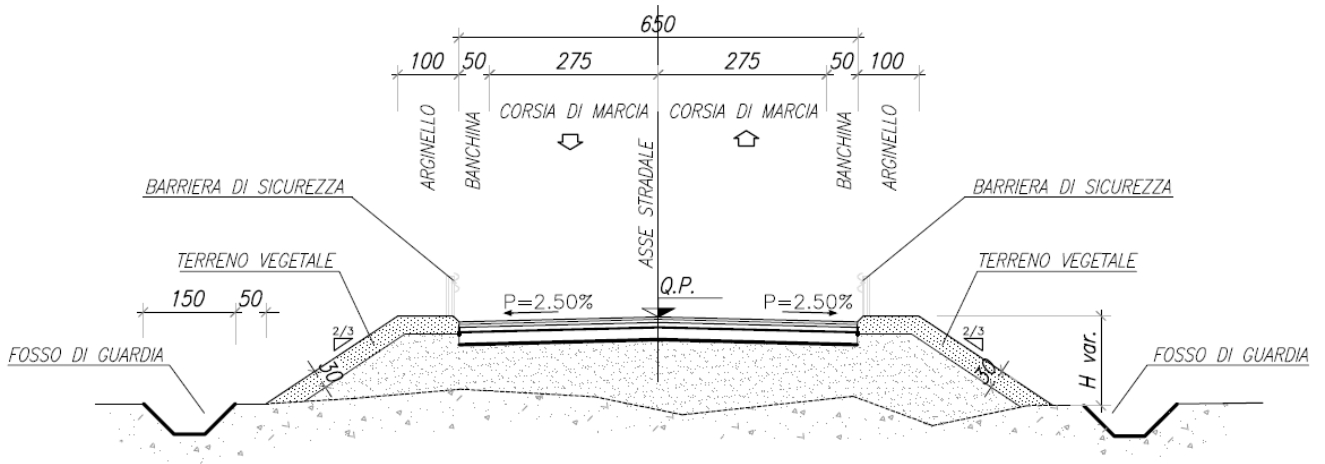 650
100 50 275 275 50 100
CORSIA DI MARCIA CORSIA DI MARCIA
ARGINELLO
BANCHINA
ASSE STRADALE
BANCHINA
ARGINELLO
BARRIERA DI SICUREZZA BARRIERA DI SICUREZZA
TERRENO VEGETALE TERRENO VEGETALE
Q.P.
150 50 P=2.50% P=2.50%
2/3 2/3
FOSSO DI GUARDIA FOSSO DI GUARDIA
30 30
H var.